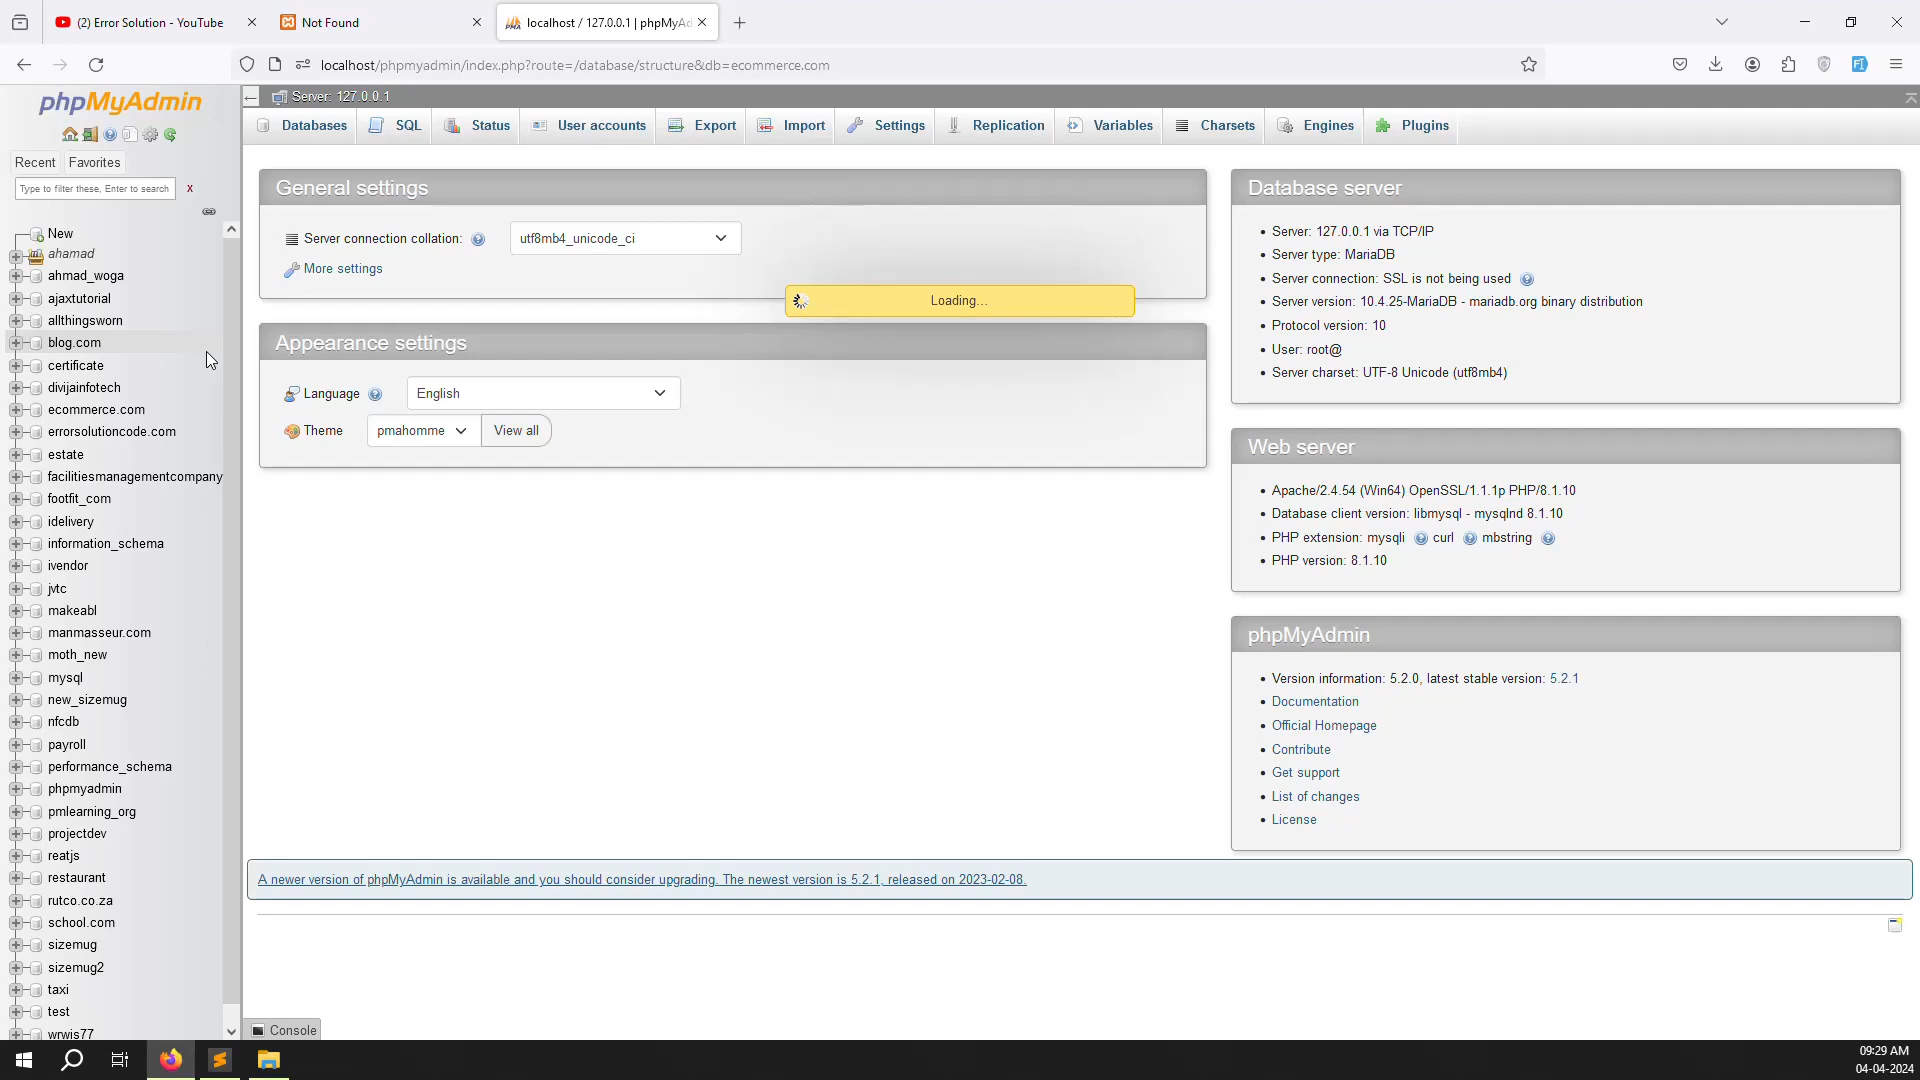 (2) Error Solution - YouTube
Not Found
localhost / 127.0.0.1 | phpMyAd
localhost/phpmyadmin/index.php?route=/database/structure&db=ecommerce.com
phpMyAdmin
Recent
Favorites
Type to filter these, Enter to search
X
New
ahamad
ahmad_woga
ajaxtutorial
allthingsworn
blog.com
certificate
divijainfotech
ecommerce.com
errorsolutioncode.com
estate
facilitiesmanagementcompany
footfit_com
idelivery
information_schema
ivendor
jvtc
makeabl
manmasseur.com
moth_new
mysql
new_sizemug
nfcdb
payroll
performance_schema
phpmyadmin
pmlearning_org
projectdev
reatjs
restaurant
rutco.co.za
school.com
sizemug
sizemug2
taxi
test
wrwis77
Server: 127.0.0.1
Databases
SQL
Status
User accounts
Export
Import
Settings
Replication
Variables
Charsets
Engines
Plugins
General settings
Server connection collation:
utf8mb4_unicode_ci
More settings
Loading...
Appearance settings
Language
English
Theme
pmahomme
View all
Database server
Server: 127.0.0.1 via TCP/IP
Server type: MariaDB
Server connection: SSL is not being used
Server version: 10.4.25-MariaDB - mariadb.org binary distribution
Protocol version: 10
User: root@
Server charset: UTF-8 Unicode (utf8mb4)
Web server
Apache/2.4.54 (Win64) OpenSSL/1.1.1p PHP/8.1.10
Database client version: libmysql - mysqlnd 8.1.10
PHP extension: mysqli curl mbstring
PHP version: 8.1.10
phpMyAdmin
Version information: 5.2.0, latest stable version: 5.2.1
Documentation
Official Homepage
Contribute
Get support
List of changes
License
A newer version of phpMyAdmin is available and you should consider upgrading. The newest version is 5.2.1, released on 2023-02-08.
Console
09:29 AM
04-04-2024